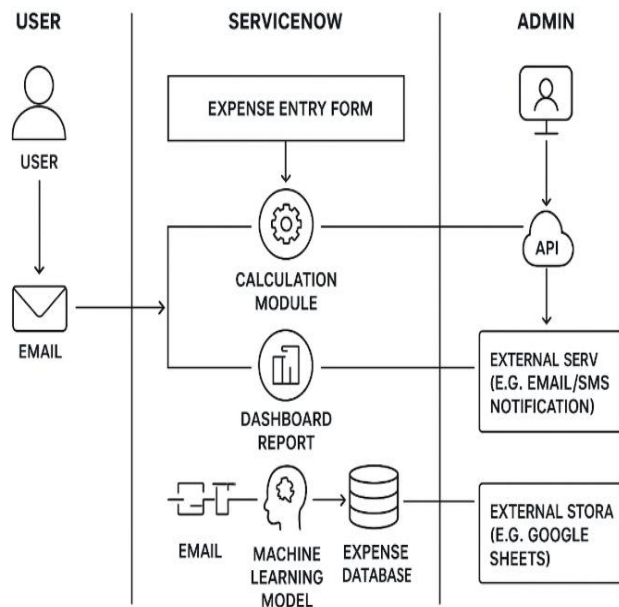 USER
SERVICENOW
ADMIN
EXPENSE ENTRY FORM
USER
CALCULATION
MODULE
API
EMAIL
DASHBOARD
REPORT
EXTERNAL SERV
(E.G. EMAIL/SMS
NOTIFICATION)
EMAIL
MACHINE
LEARNING
MODEL
EXPENSE
DATABASE
EXTERNAL STORA
(E.G. GOOGLE
SHEETS)